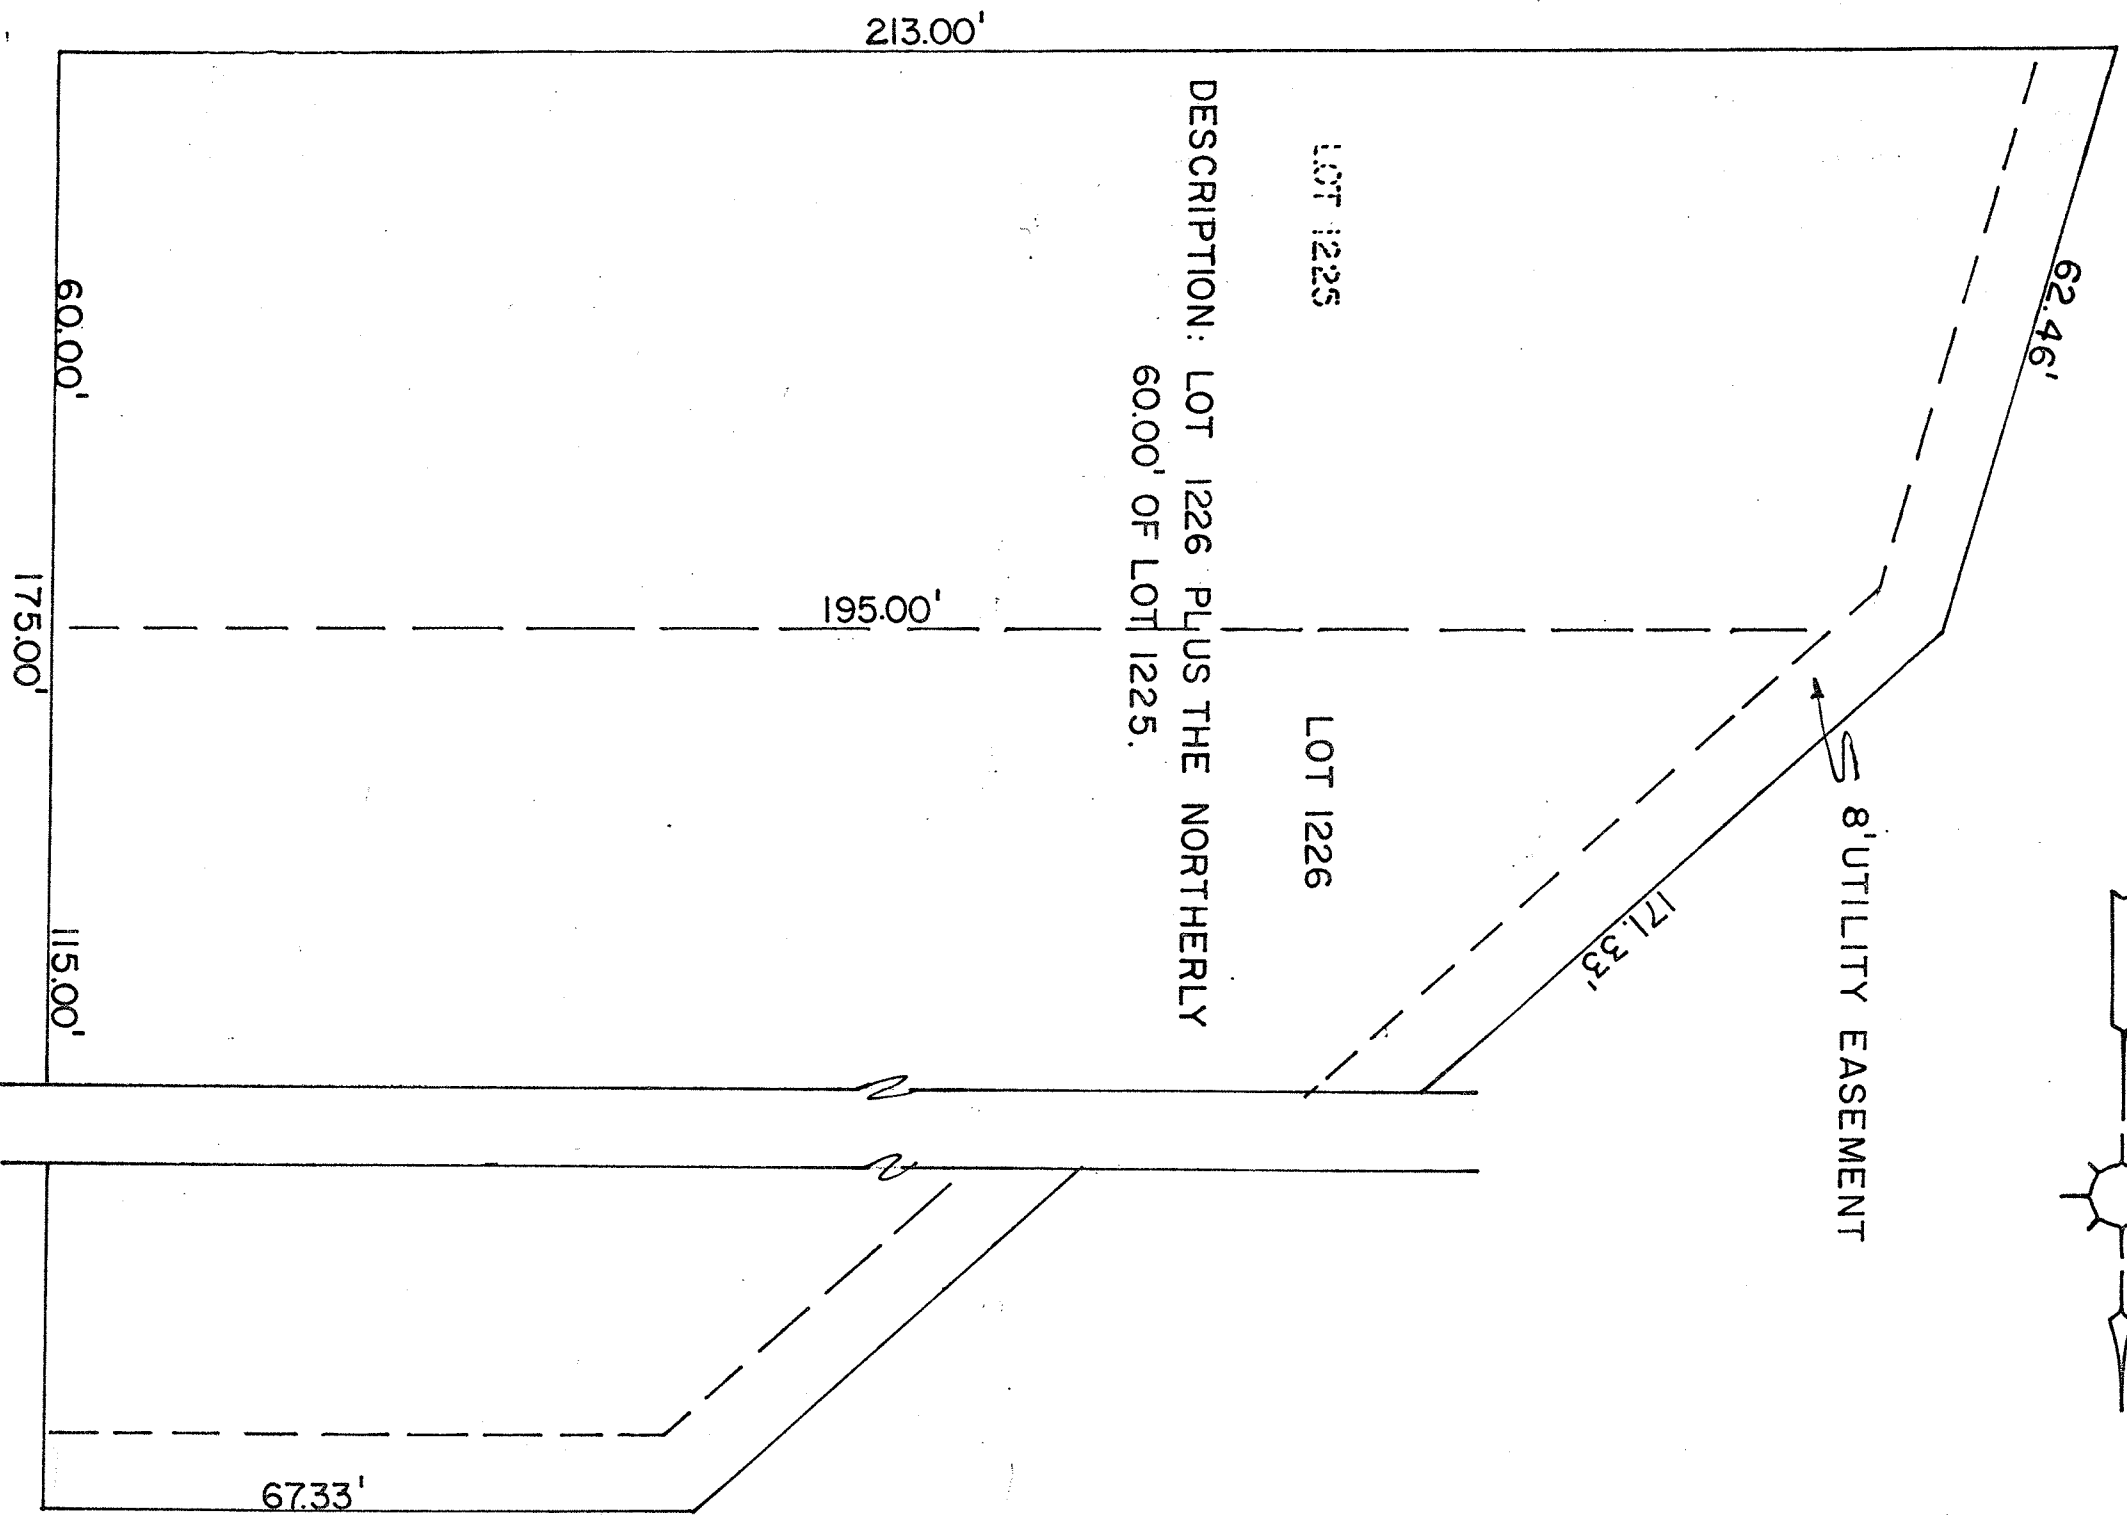 213.00'
62.46'
LOT 1225
DESCRIPTION: LOT 1226 PLUS THE NORTHERLY
60.00' OF LOT 1225.
60.00'
195.00'
175.00'
LOT 1226
8' UTILITY EASEMENT
171.33'
115.00'
67.33'